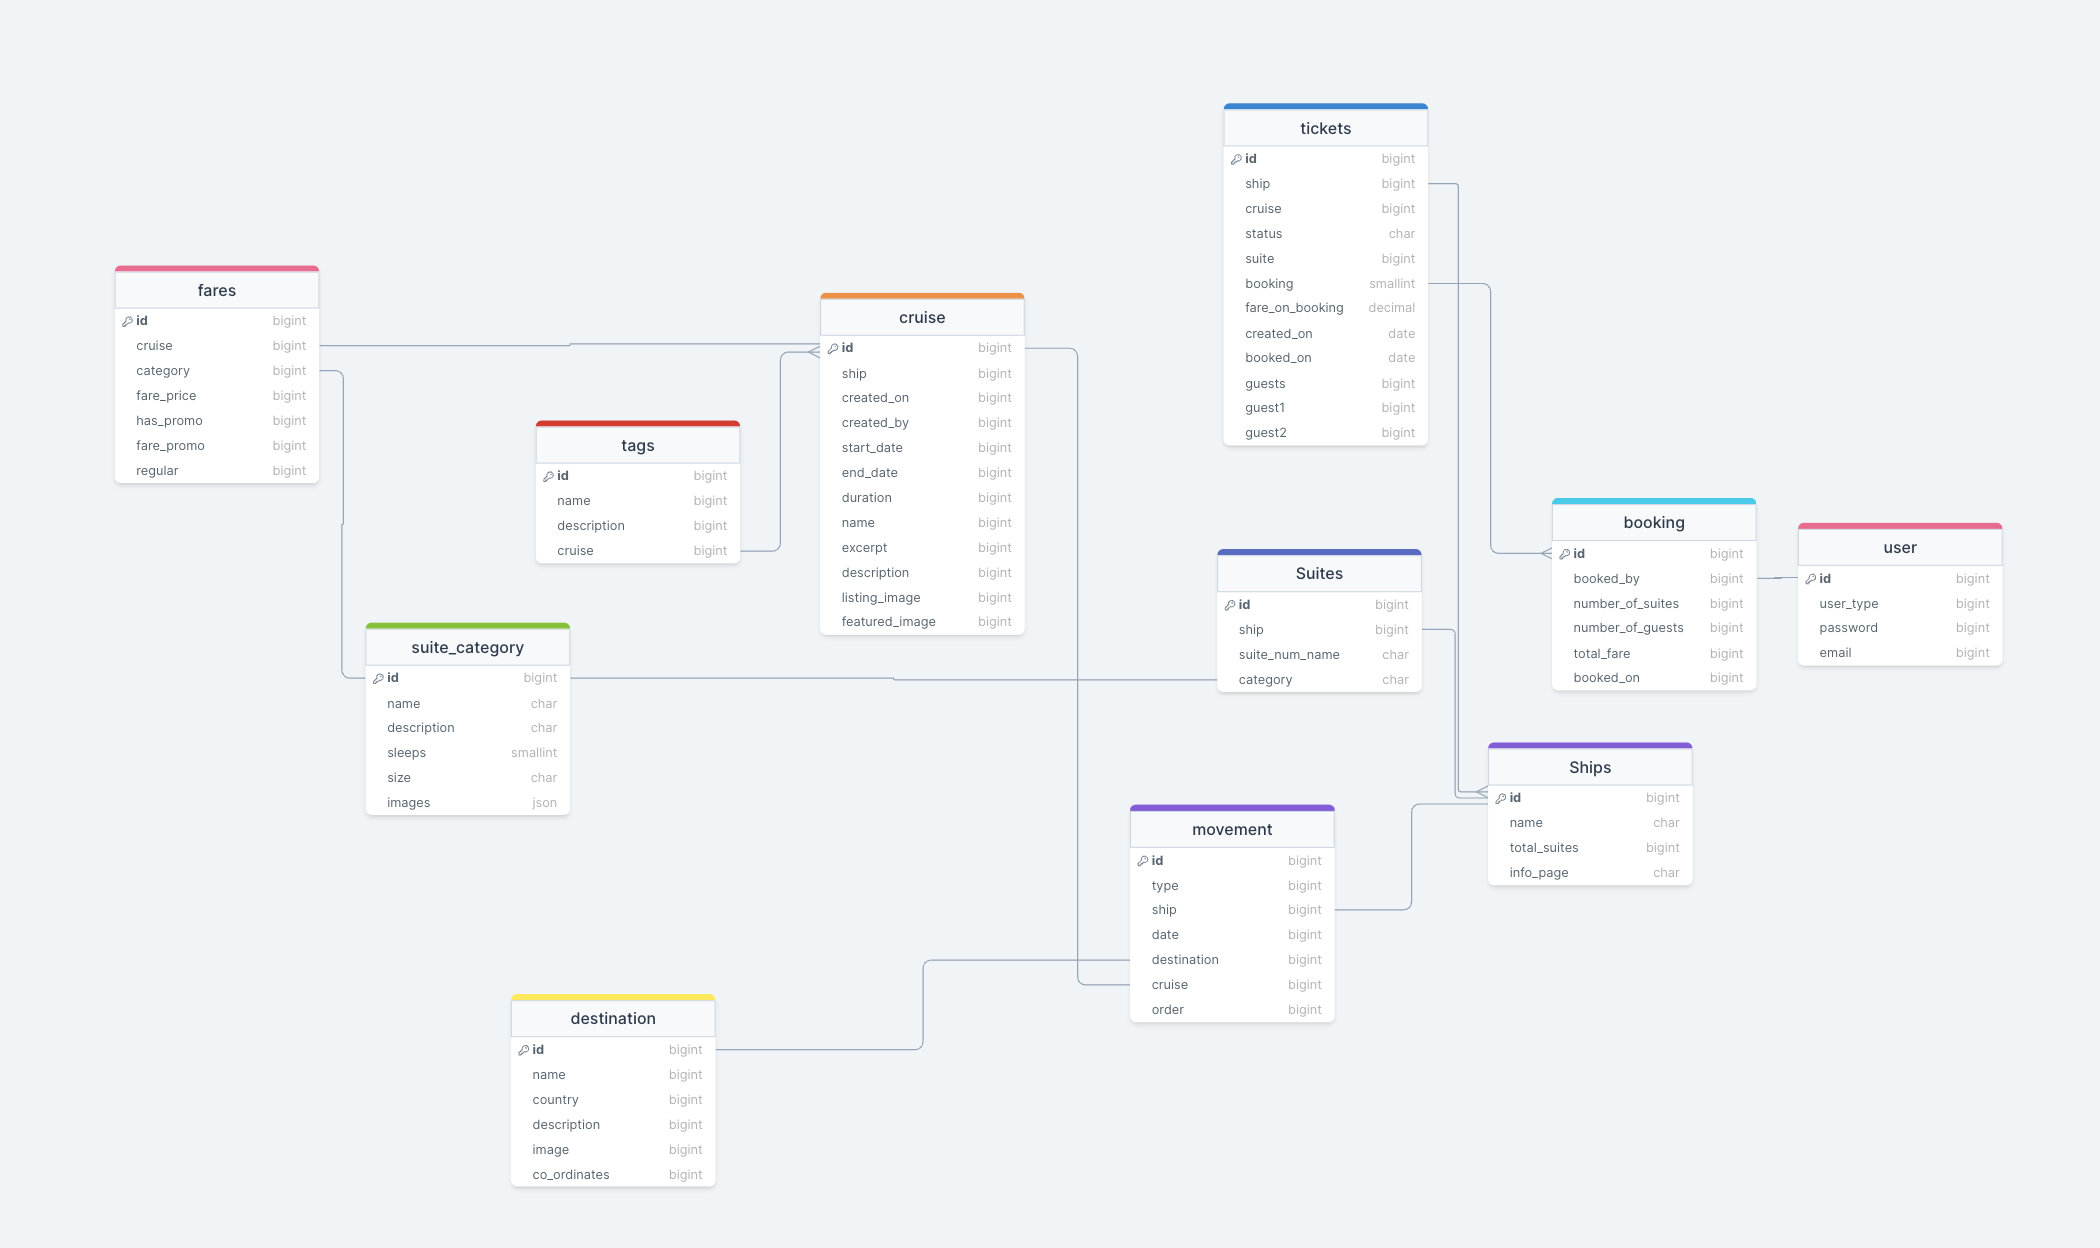 tickets
id bigint
ship bigint
cruise bigint
status char
suite bigint
booking smallint
fare_on_booking decimal
created_on date
booked_on date
guests bigint
guest1 bigint
guest2 bigint
fares
id bigint
cruise bigint
category bigint
fare_price bigint
has_promo bigint
fare_promo bigint
regular bigint
cruise
id bigint
ship bigint
created_on bigint
created_by bigint
start_date bigint
end_date bigint
duration bigint
name bigint
excerpt bigint
description bigint
listing_image bigint
featured_image bigint
tags
id bigint
name bigint
description bigint
cruise bigint
booking
id bigint
booked_by bigint
number_of_suites bigint
number_of_guests bigint
total_fare bigint
booked_on bigint
user
id bigint
user_type bigint
password bigint
email bigint
Suites
id bigint
ship bigint
suite_num_name char
category char
suite_category
id bigint
name char
description char
sleeps smallint
size char
images json
Ships
id bigint
name char
total_suites bigint
info_page char
movement
id bigint
type bigint
ship bigint
date bigint
destination bigint
cruise bigint
order bigint
destination
id bigint
name bigint
country bigint
description bigint
image bigint
co_ordinates bigint